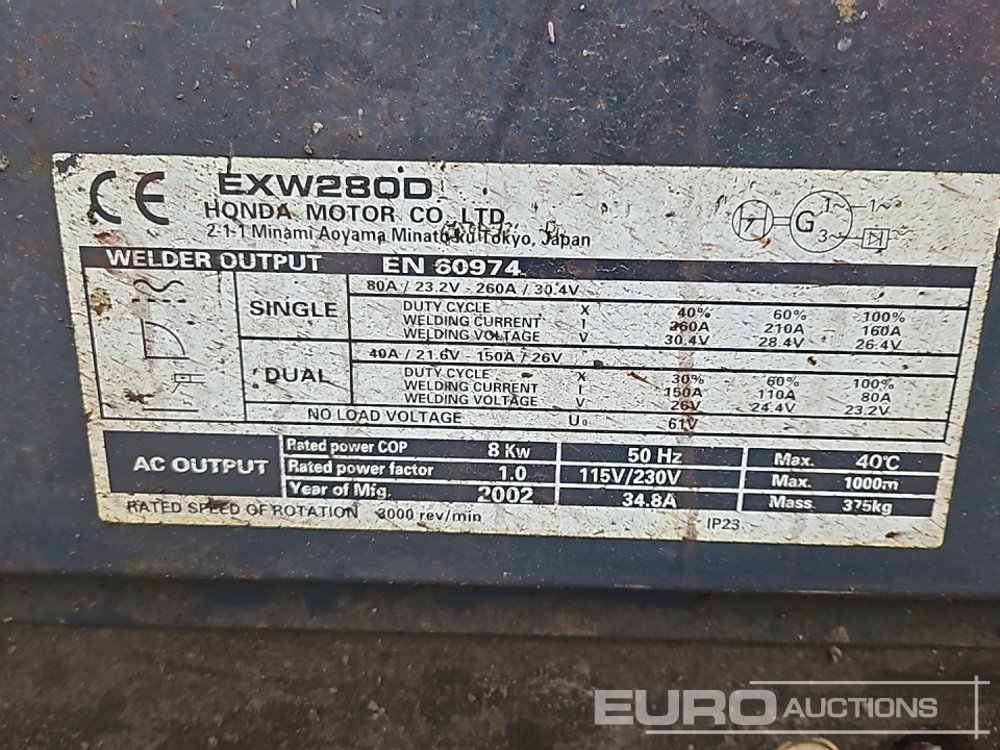 CE EXW280D
HONDA MOTOR CO., LTD.
2-1-1 Minami Aoyama Minato-ku Tokyo, Japan
G 1~ 1~
3~
WELDER OUTPUT EN 60974
SINGLE
80A / 23.2V - 260A / 30.4V
DUTY CYCLE X 40% 60% 100%
WELDING CURRENT I 260A 210A 160A
WELDING VOLTAGE V 30.4V 28.4V 26.4V
DUAL
40A / 21.6V - 150A / 26V
DUTY CYCLE X 30% 60% 100%
WELDING CURRENT I 150A 110A 80A
WELDING VOLTAGE V 26V 24.4V 23.2V
NO LOAD VOLTAGE U₀ 61V
AC OUTPUT
Rated power COP 8 Kw 50 Hz Max. 40℃
Rated power factor 1.0 115V/230V Max. 1000m
Year of Mfg. 2002 34.8A Mass 375kg
RATED SPEED OF ROTATION 3000 rev/min IP23
EURO AUCTIONS